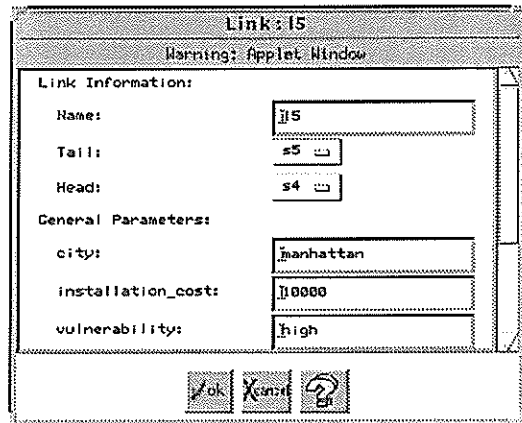 Link: l5
Warning: Applet Window
Link Information:
Name: l5
Tail: s5
Head: s4
General Parameters:
city: manhattan
installation_cost: 10000
vulnerability: high
ok cancel